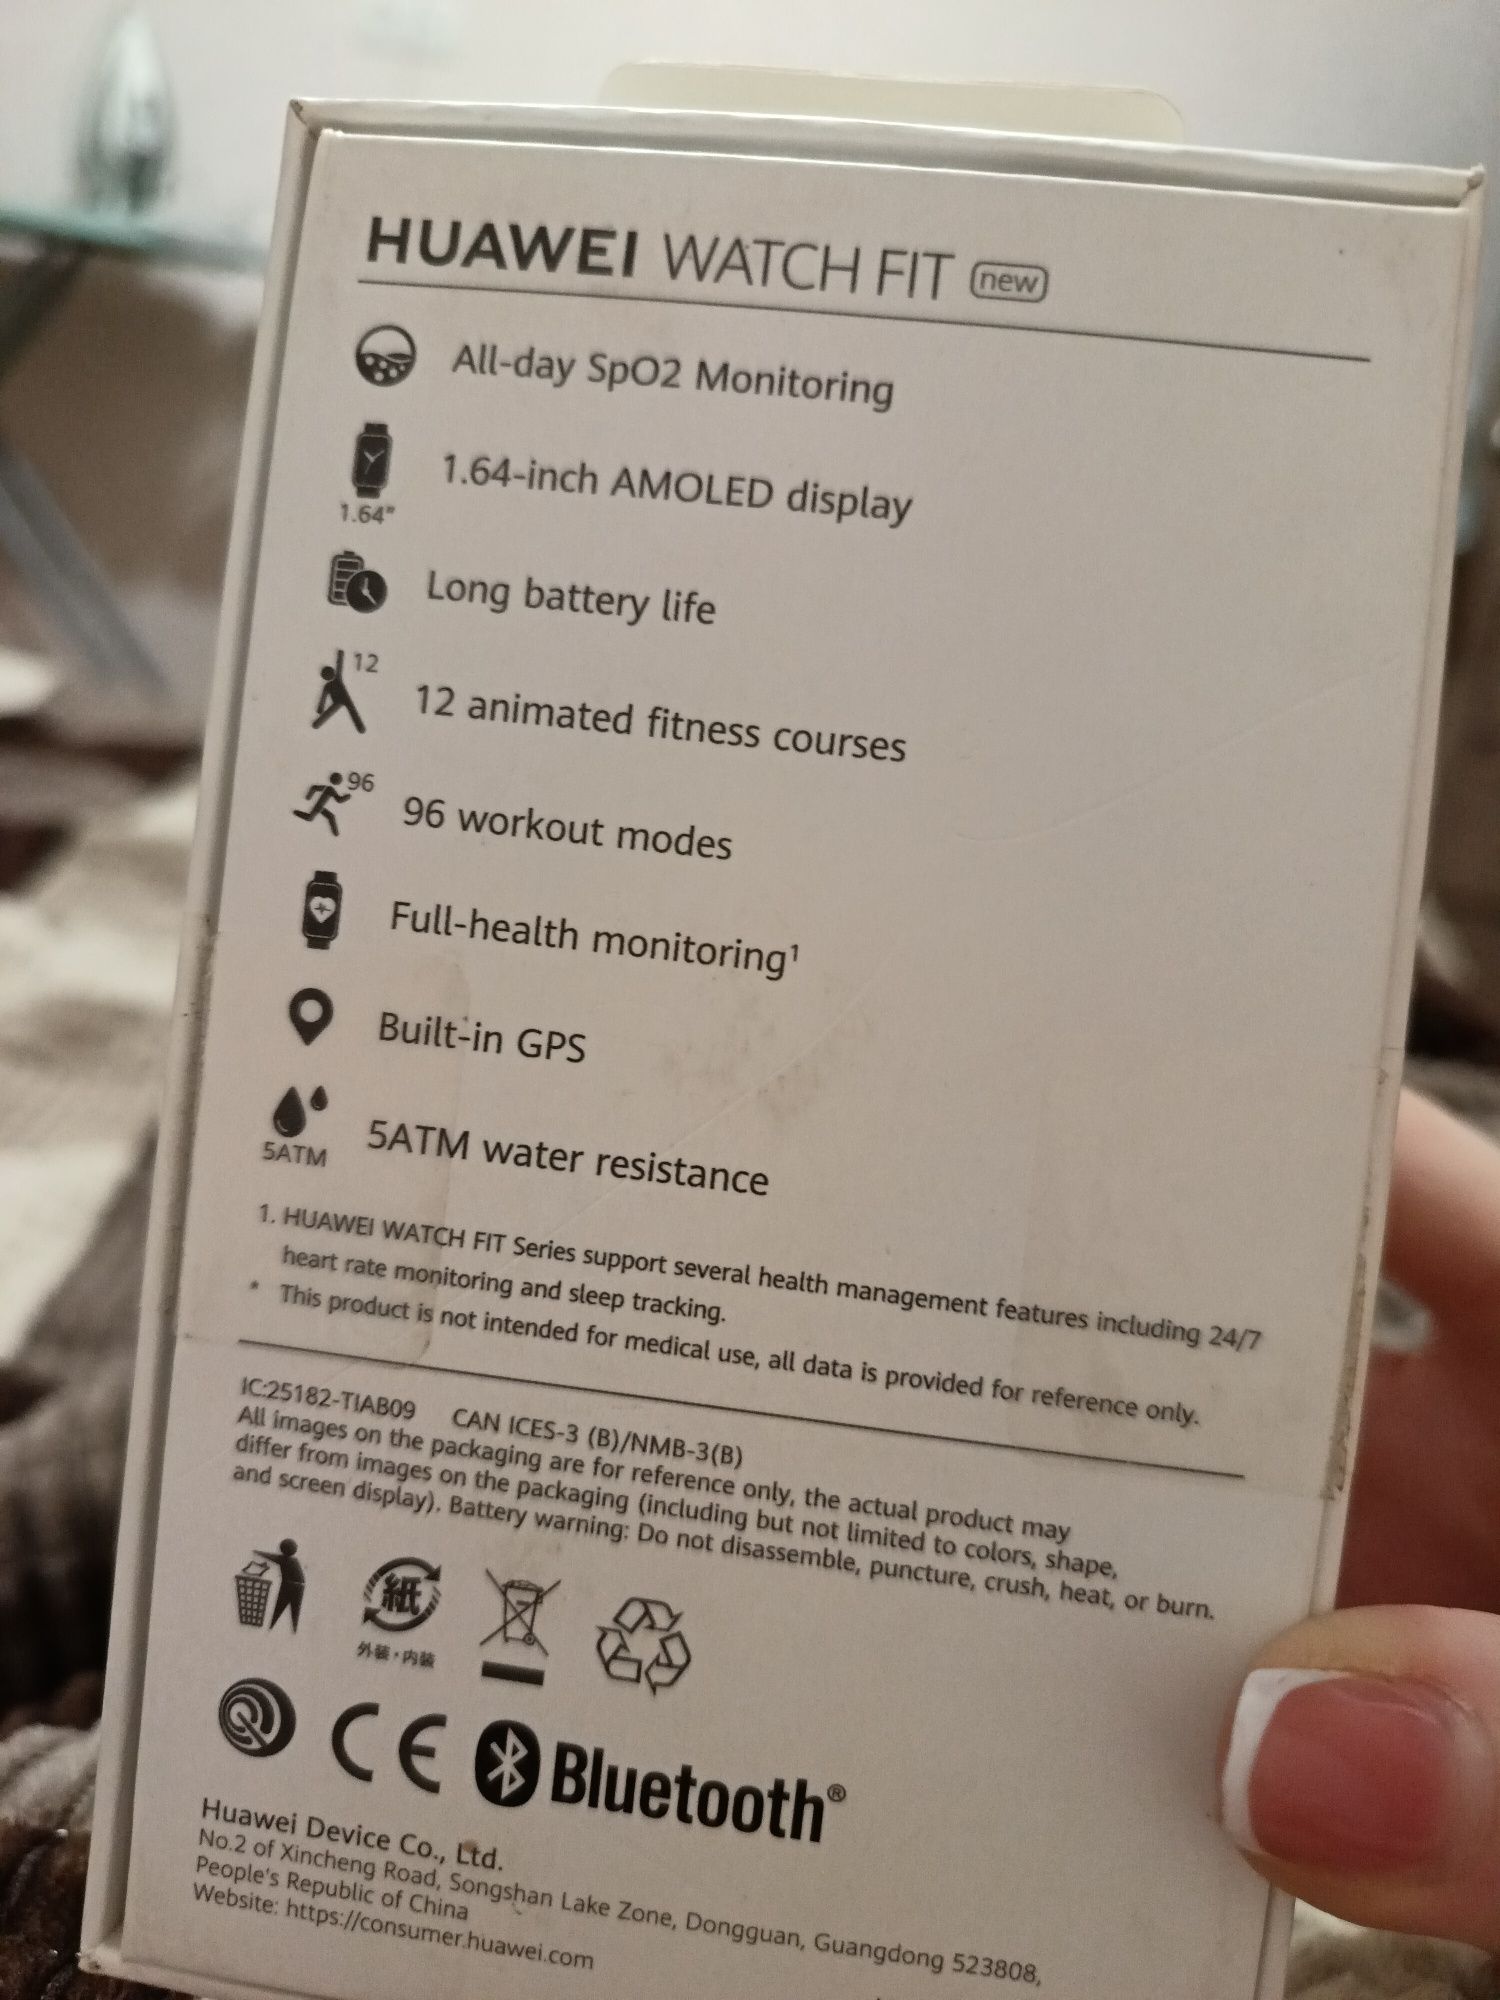 HUAWEI WATCH FIT new
All-day SpO2 Monitoring
1.64"
1.64-inch AMOLED display
Long battery life
12
12 animated fitness courses
96
96 workout modes
Full-health monitoring¹
Built-in GPS
5ATM
5ATM water resistance
1. HUAWEI WATCH FIT Series support several health management features including 24/7
heart rate monitoring and sleep tracking.
* This product is not intended for medical use, all data is provided for reference only.
IC:25182-TIAB09 CAN ICES-3 (B)/NMB-3(B)
All images on the packaging are for reference only, the actual product may
differ from images on the packaging (including but not limited to colors, shape,
and screen display). Battery warning: Do not disassemble, puncture, crush, heat, or burn.
紙
外装・内装
CE Bluetooth®
Huawei Device Co., Ltd.
No.2 of Xincheng Road, Songshan Lake Zone, Dongguan, Guangdong 523808,
People's Republic of China
Website: https://consumer.huawei.com